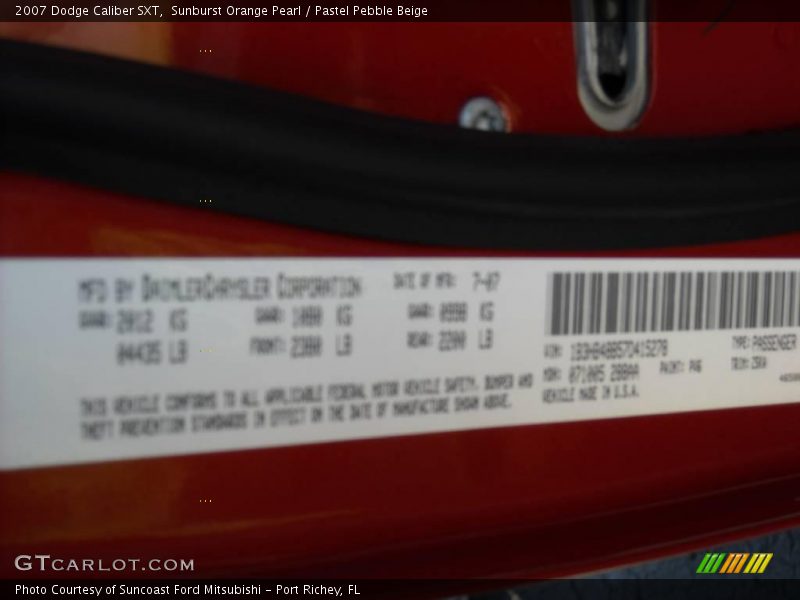 2007 Dodge Caliber SXT,  Sunburst Orange Pearl / Pastel Pebble Beige
MFD BY DAIMLERCHRYSLER CORPORATION DATE OF MFR: 7-07
GVWR: 2012 KG GAWR: 1080 KG GAWR: 0998 KG
04435 LB FRONT: 2380 LB REAR: 2200 LB
THIS VEHICLE CONFORMS TO ALL APPLICABLE FEDERAL MOTOR VEHICLE SAFETY, BUMPER AND
THEFT PREVENTION STANDARDS IN EFFECT ON THE DATE OF MANUFACTURE SHOWN ABOVE.
VIN: TYPE: PASSENGER
MDH: 071005 PAINT: TRIM:
VEHICLE MADE IN U.S.A.
GTCARLOT.COM
Photo Courtesy of Suncoast Ford Mitsubishi - Port Richey, FL